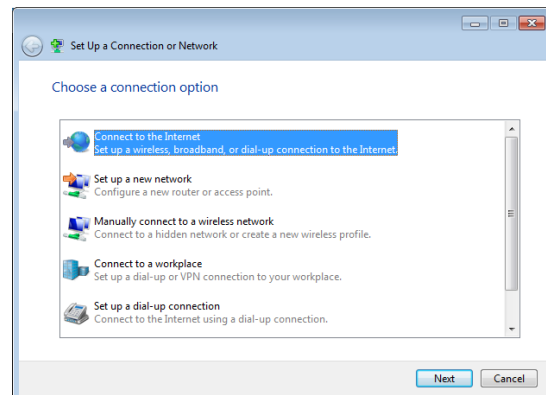 Set Up a Connection or Network
Choose a connection option
Connect to the Internet
Set up a wireless, broadband, or dial-up connection to the Internet.
Set up a new network
Configure a new router or access point.
Manually connect to a wireless network
Connect to a hidden network or create a new wireless profile.
Connect to a workplace
Set up a dial-up or VPN connection to your workplace.
Set up a dial-up connection
Connect to the Internet using a dial-up connection.
Next Cancel